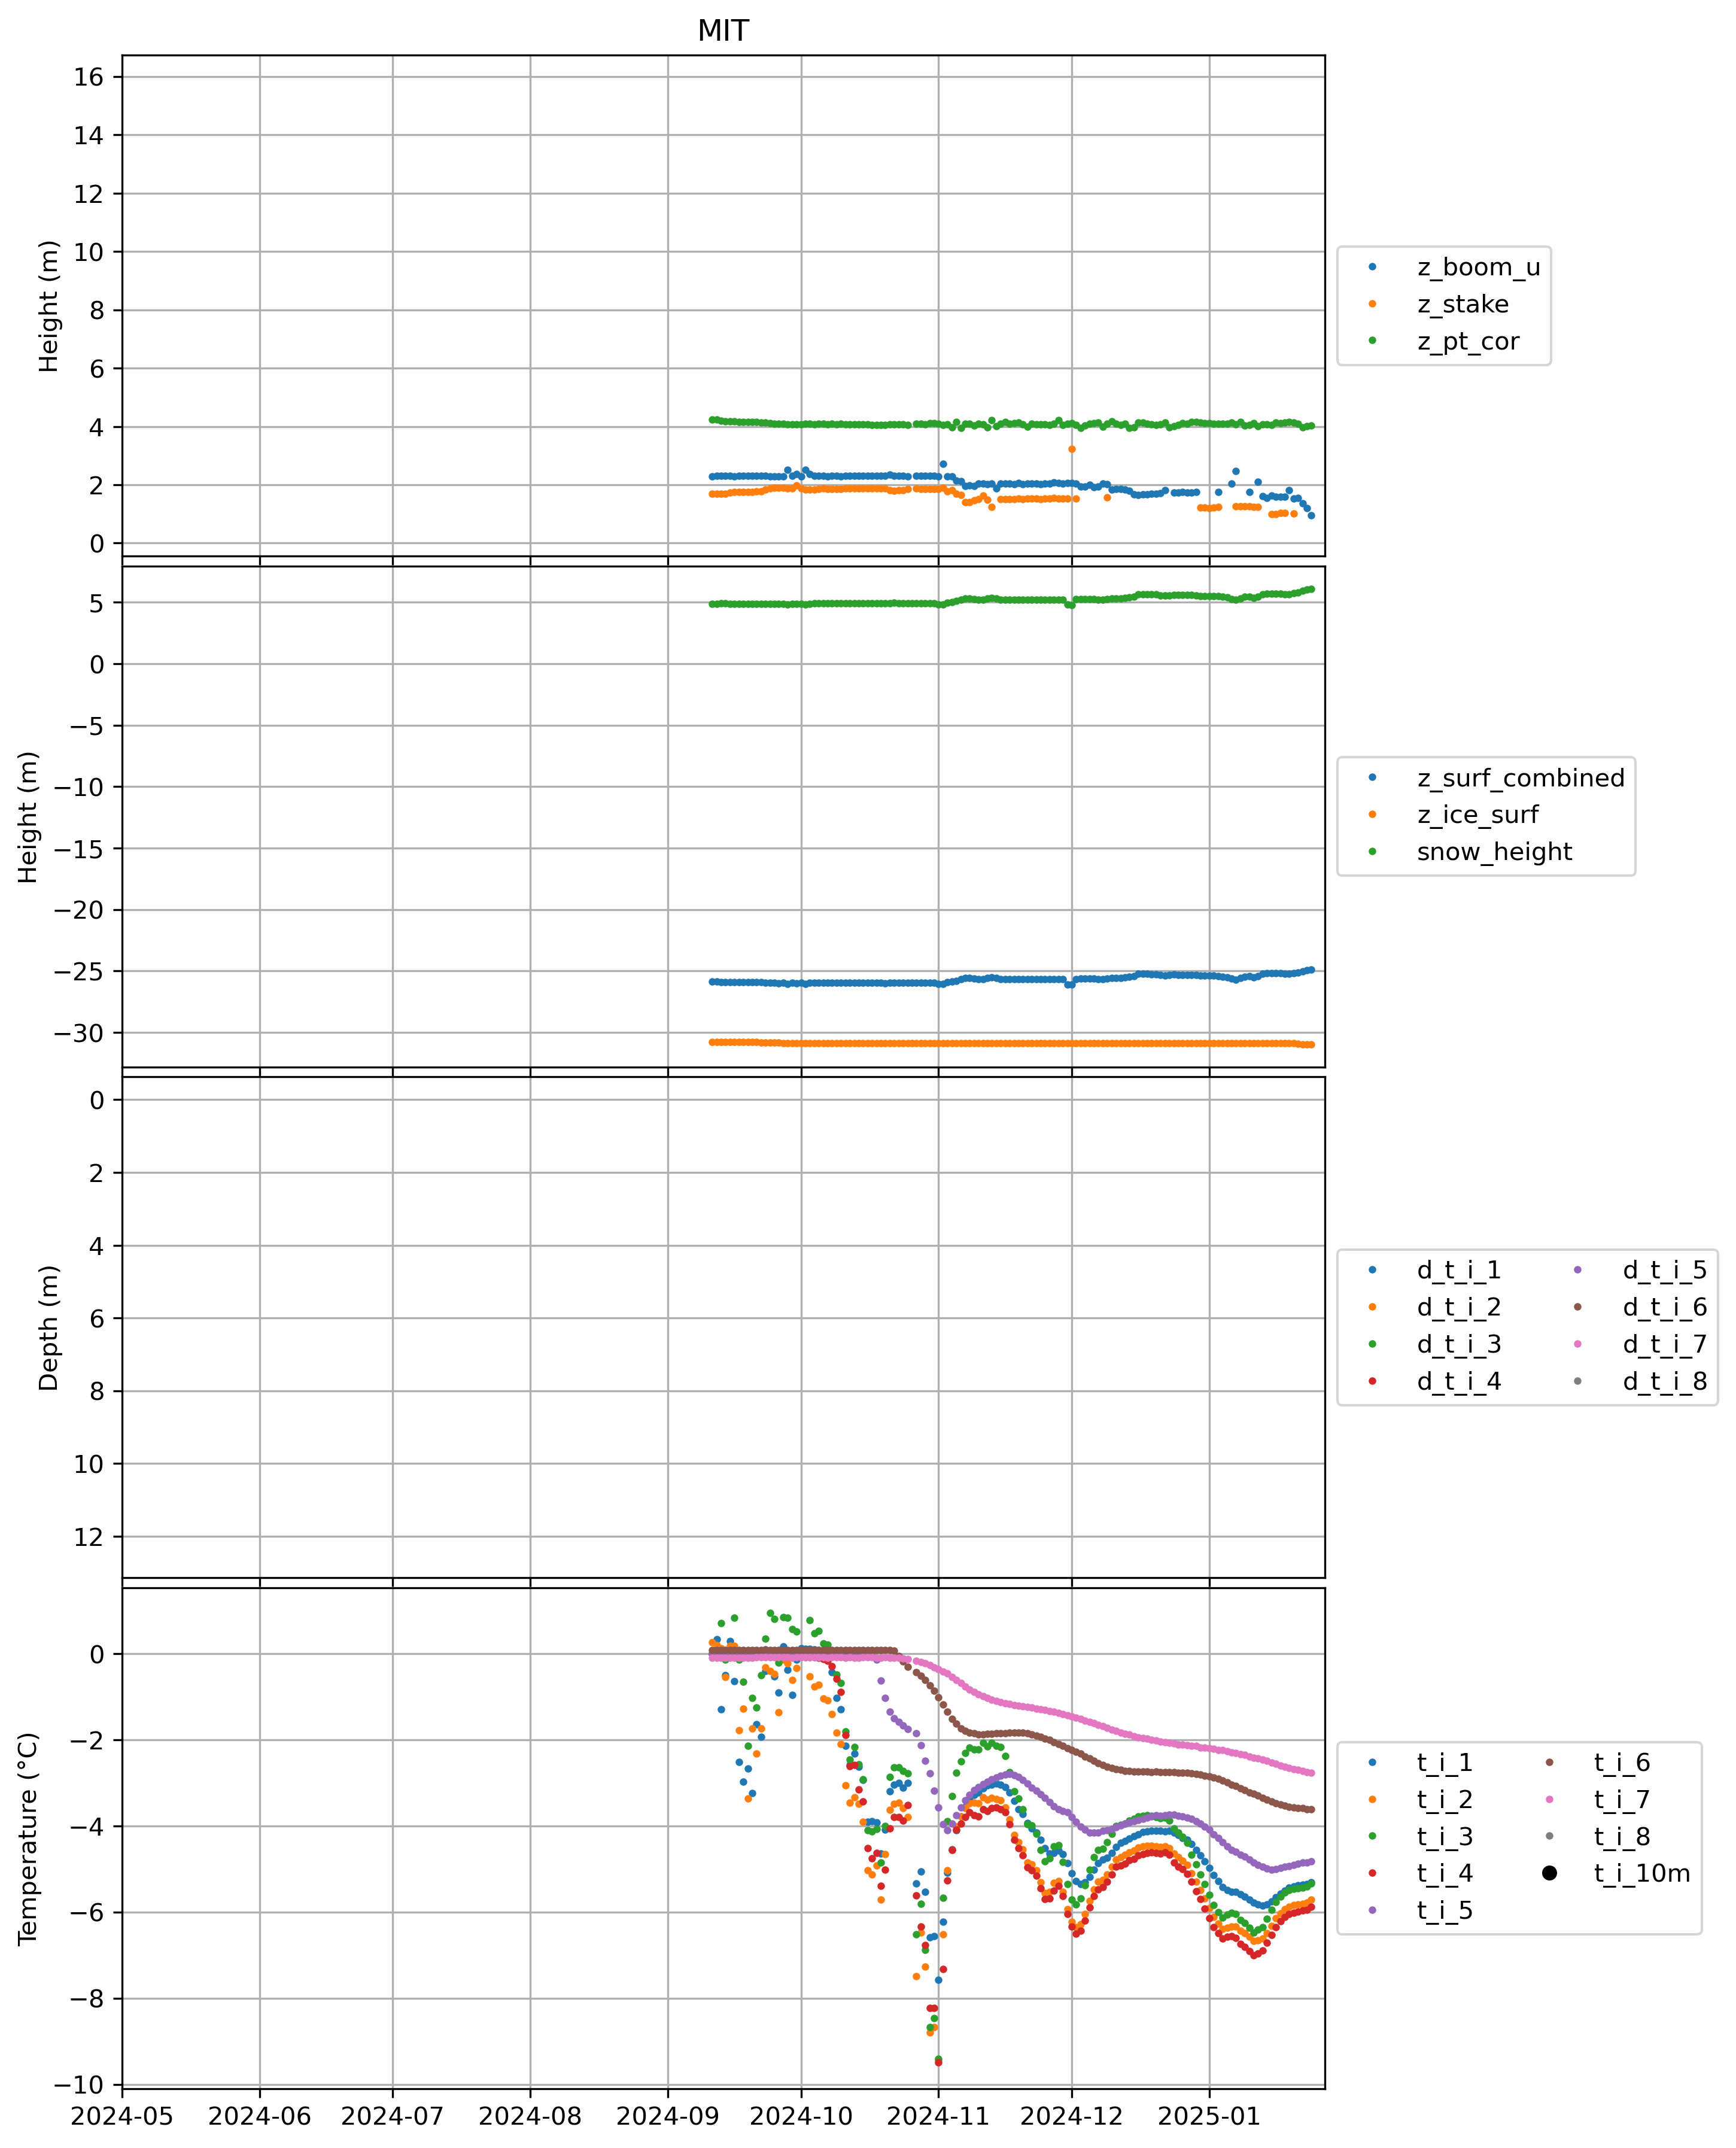 MIT
16
14
12
10
8
6
4
2
0
Height (m)
z_boom_u
z_stake
z_pt_cor
5
0
−5
−10
−15
−20
−25
−30
Height (m)
z_surf_combined
z_ice_surf
snow_height
0
2
4
6
8
10
12
Depth (m)
d_t_i_1
d_t_i_2
d_t_i_3
d_t_i_4
d_t_i_5
d_t_i_6
d_t_i_7
d_t_i_8
0
−2
−4
−6
−8
−10
Temperature (°C)
t_i_1
t_i_2
t_i_3
t_i_4
t_i_5
t_i_6
t_i_7
t_i_8
t_i_10m
2024-05 2024-06 2024-07 2024-08 2024-09 2024-10 2024-11 2024-12 2025-01